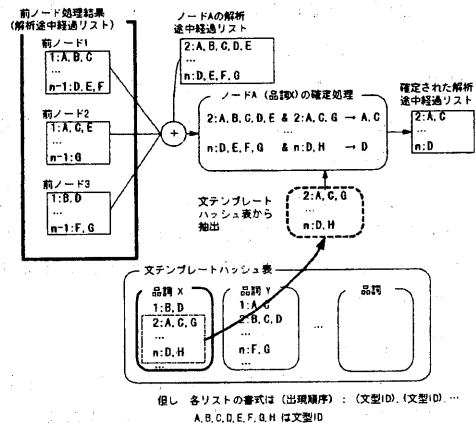 前ノード処理結果
(解析途中経過リスト)
前ノード1
1:A,B,C
…
n-1:D,E,F
前ノード2
1:A,C,E
…
n-1:G
前ノード3
1:B,D
…
n-1:F,G
ノードAの解析
途中経過リスト
2:A,B,C,D,E
…
n:D,E,F,G
+
ノードA (品詞X) の確定処理
2:A,B,C,D,E & 2:A,C,G → A,C
…
n:D,E,F,G & n:D,H → D
確定された解析
途中経過リスト
2:A,C
…
n:D
文テンプレート
ハッシュ表から
抽出
2:A,C,G
…
n:D,H
文テンプレートハッシュ表
品詞 X
1:B,D
2:A,C,G
…
n:D,H
…
品詞 Y
1:A,C
2:B,C,D
…
n:F,G
…
…
品詞
但し 各リストの書式は (出現順序) : (文型ID), (文型ID), …
A,B,C,D,E,F,G,H は文型ID